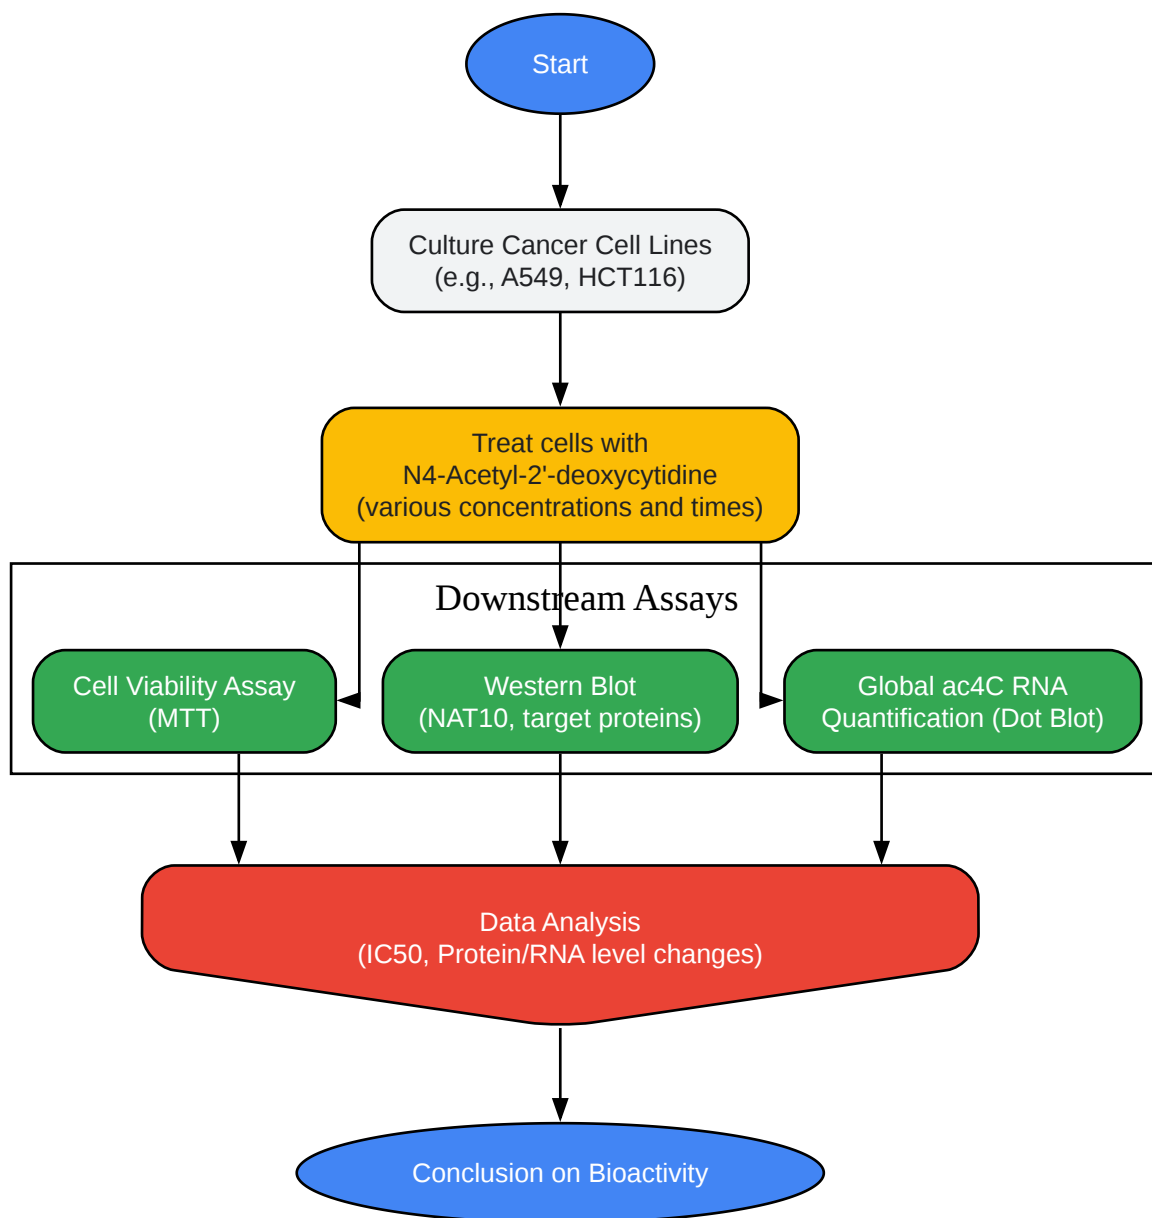 Start
Culture Cancer Cell Lines
(e.g., A549, HCT116)
Treat cells with
N4-Acetyl-2'-deoxycytidine
(various concentrations and times)
Downstream Assays
Cell Viability Assay
(MTT)
Western Blot
(NAT10, target proteins)
Global ac4C RNA
Quantification (Dot Blot)
Data Analysis
(IC50, Protein/RNA level changes)
Conclusion on Bioactivity